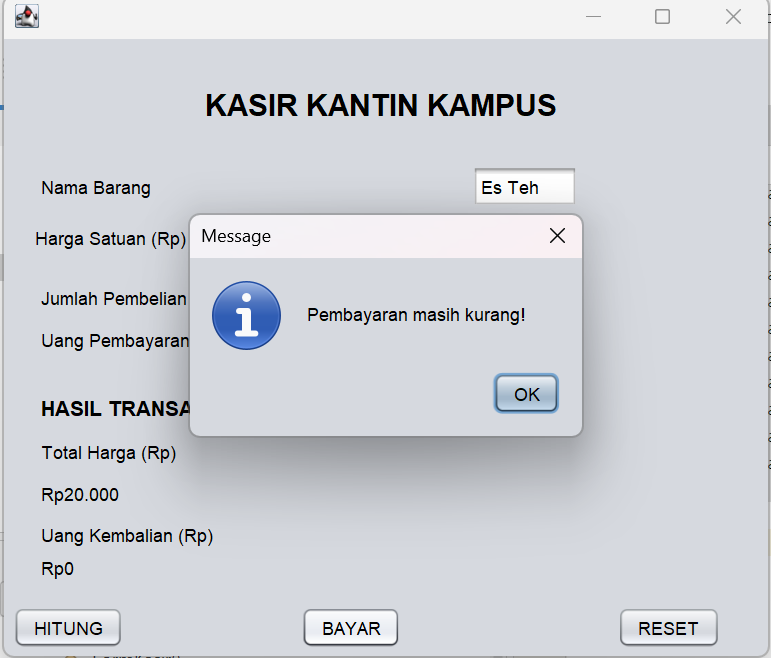 KASIR KANTIN KAMPUS
Nama Barang Es Teh
Harga Satuan (Rp)
Message
Jumlah Pembelian
Pembayaran masih kurang!
Uang Pembayaran
OK
HASIL TRANSA
Total Harga (Rp)
Rp20.000
Uang Kembalian (Rp)
Rp0
HITUNG BAYAR RESET